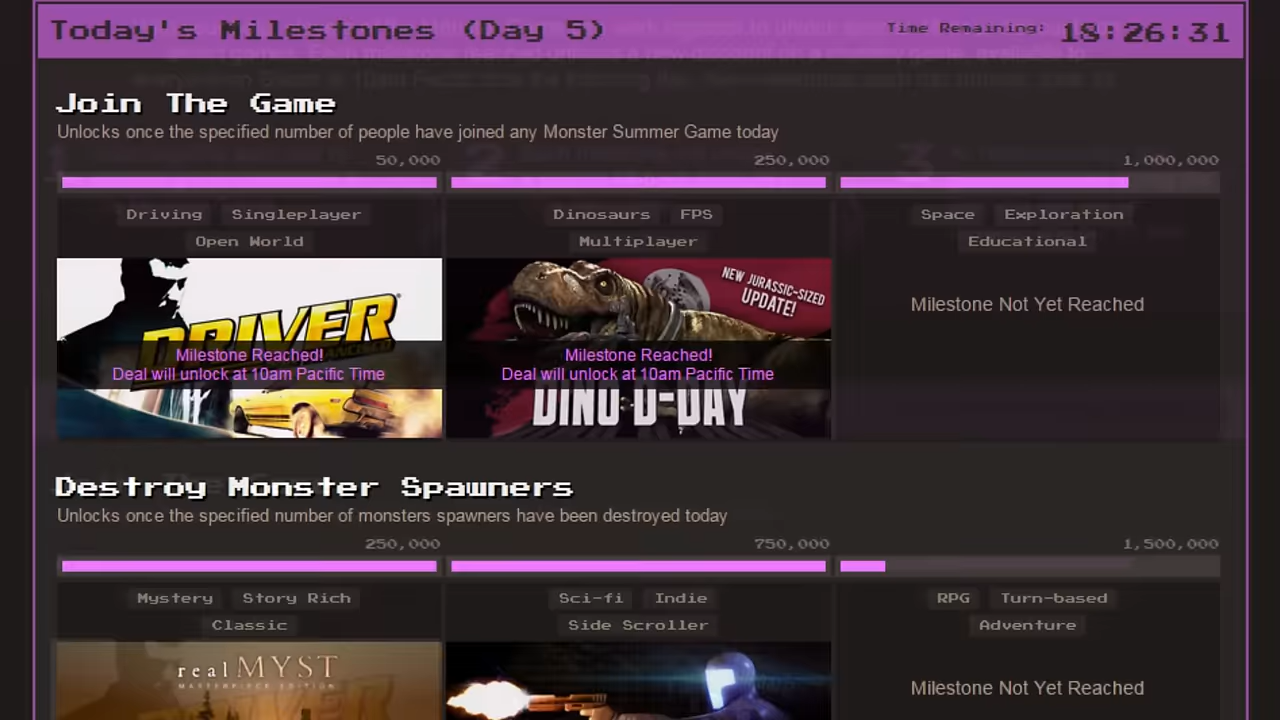 Today's Milestones (Day 5)
Time Remaining: 18:26:31
Join The Game
Unlocks once the specified number of people have joined any Monster Summer Game today
50,000 250,000 1,000,000
Driving Singleplayer Dinosaurs FPS Space Exploration
Open World Multiplayer Educational
NEW JURASSIC-SIZED
UPDATE!
Milestone Not Yet Reached
DRIVER
Milestone Reached! Milestone Reached!
Deal will unlock at 10am Pacific Time Deal will unlock at 10am Pacific Time
DINO D-DAY
Destroy Monster Spawners
Unlocks once the specified number of monsters spawners have been destroyed today
250,000 750,000 1,500,000
Mystery Story Rich Sci-fi Indie RPG Turn-based
Classic Side Scroller Adventure
realMYST
MASTERPIECE EDITION
Milestone Not Yet Reached